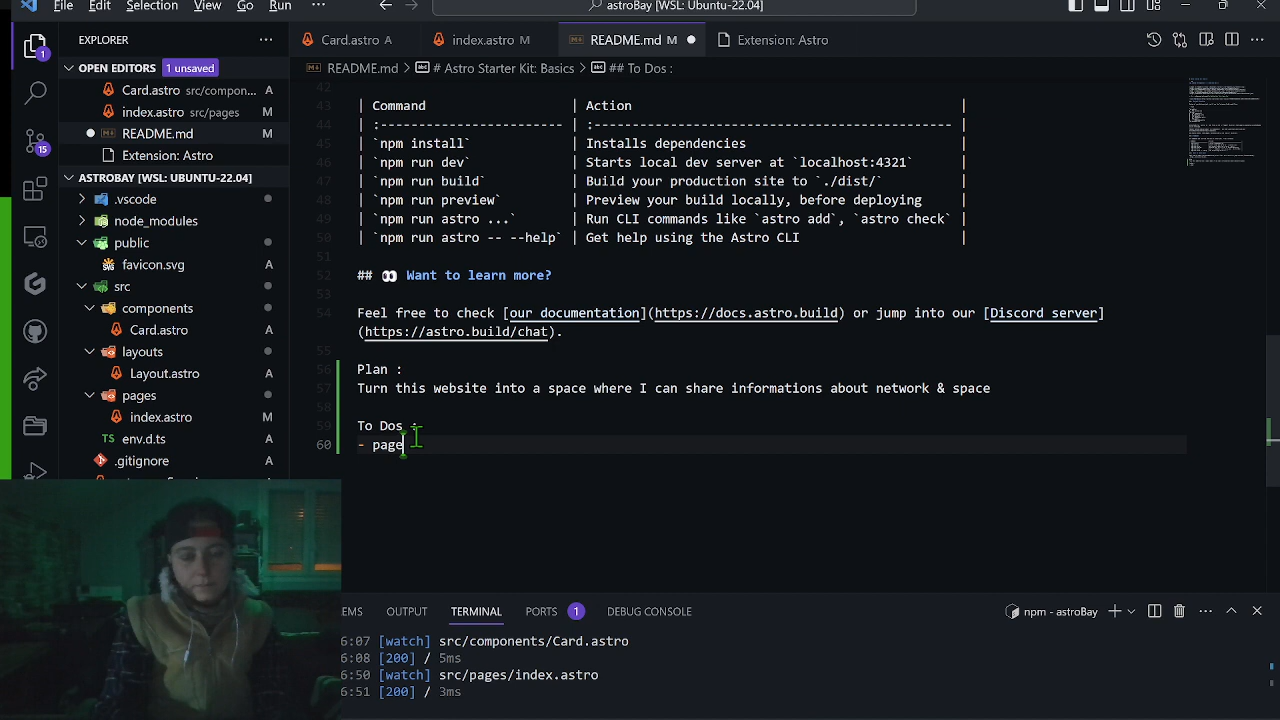 File Edit Selection View Go Run ··· ← → astroBay [WSL: Ubuntu-22.04]
EXPLORER ···
Card.astro A index.astro M README.md M Extension: Astro
OPEN EDITORS 1 unsaved
README.md > # Astro Starter Kit: Basics > ## To Dos :
Card.astro src/compon... A
index.astro src/pages M
README.md M
Extension: Astro
ASTROBAY [WSL: UBUNTU-22.04]
.vscode
node_modules
public
favicon.svg A
src
components
Card.astro A
layouts
Layout.astro A
pages
index.astro M
env.d.ts A
.gitignore A
1
15
42
43 | Command | Action |
44 | :------------------------ | :----------------------------------------------- |
45 | `npm install` | Installs dependencies |
46 | `npm run dev` | Starts local dev server at `localhost:4321` |
47 | `npm run build` | Build your production site to `./dist/` |
48 | `npm run preview` | Preview your build locally, before deploying |
49 | `npm run astro ...` | Run CLI commands like `astro add`, `astro check` |
50 | `npm run astro -- --help` | Get help using the Astro CLI |
51
52 ## 👀 Want to learn more?
53
54 Feel free to check [our documentation](https://docs.astro.build) or jump into our [Discord server]
(https://astro.build/chat).
55
56 Plan :
57 Turn this website into a space where I can share informations about network & space
58
59 To Dos :
60 - page
EMS OUTPUT TERMINAL PORTS 1 DEBUG CONSOLE npm - astroBay
6:07 [watch] src/components/Card.astro
6:08 [200] / 5ms
6:50 [watch] src/pages/index.astro
6:51 [200] / 3ms